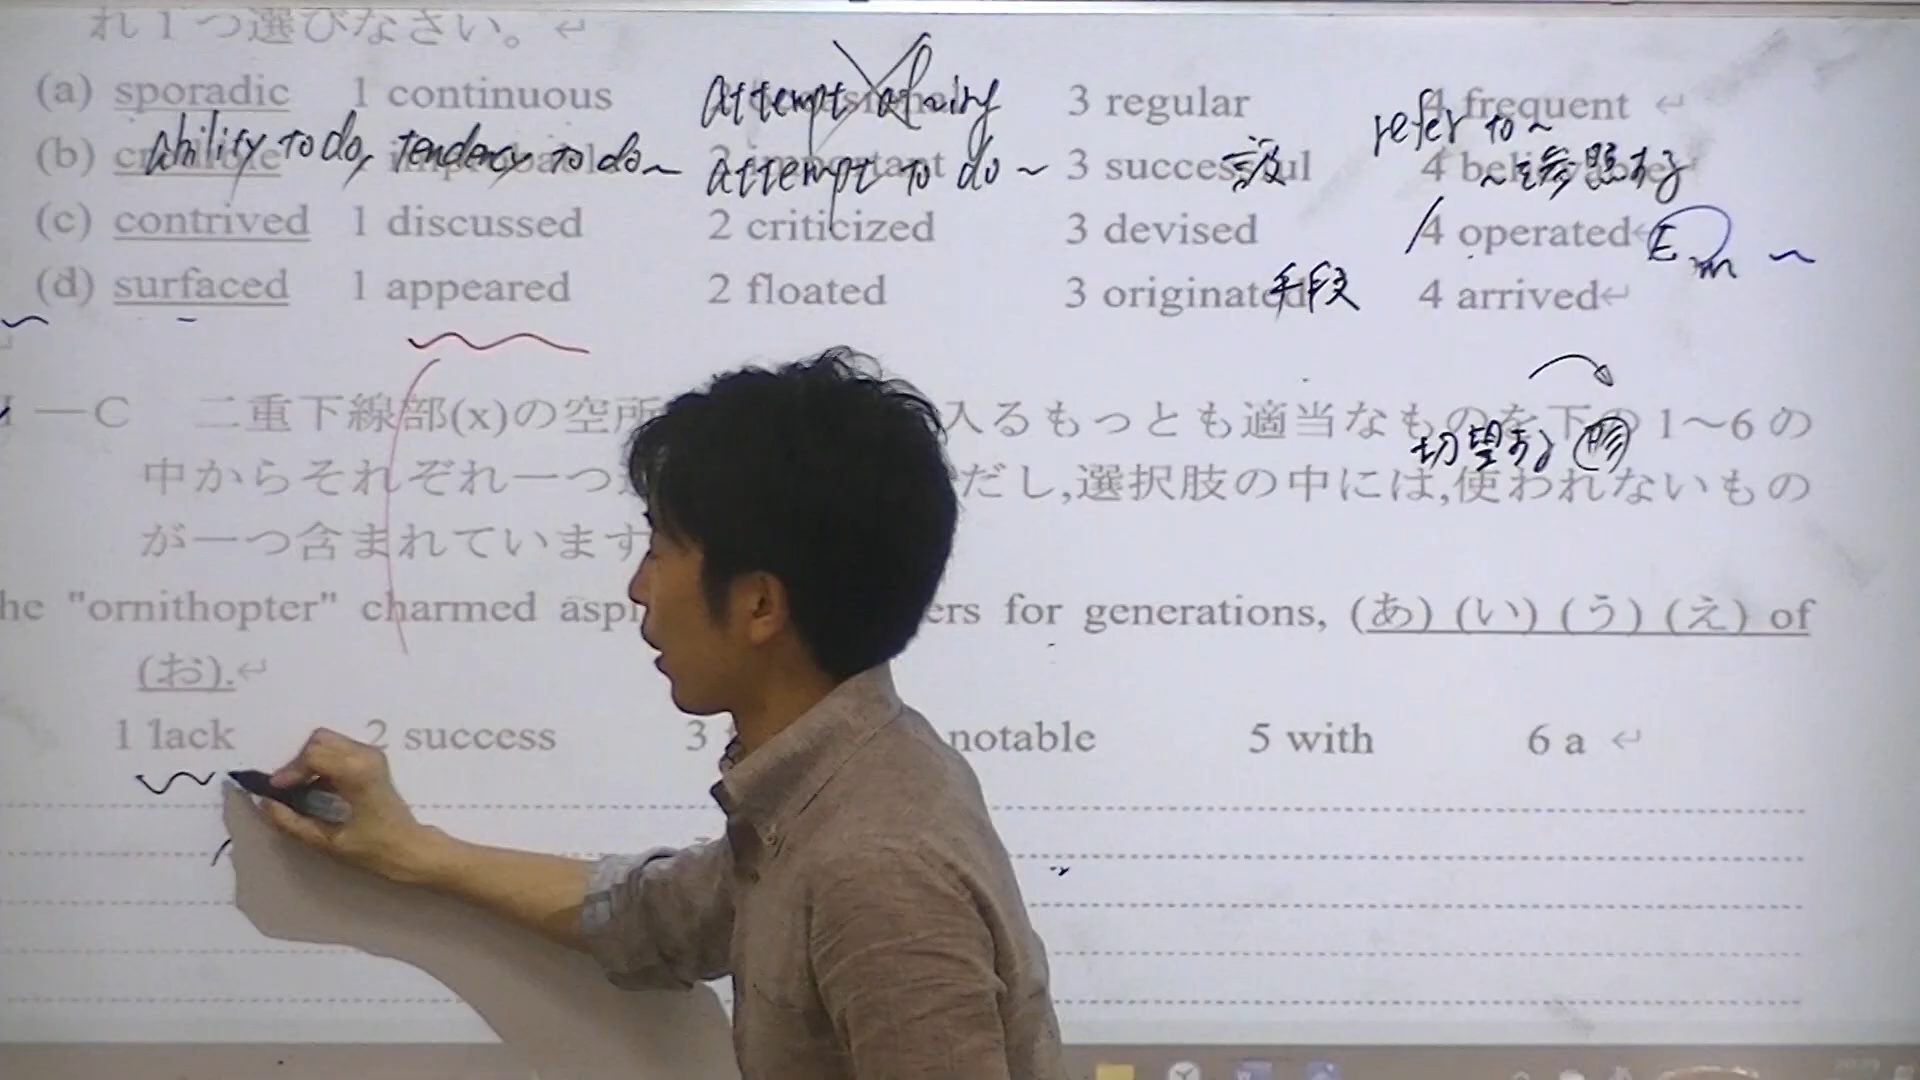 れ1つ選びなさい。
(a) sporadic 1 continuous 3 regular 4 frequent
attempt of
refer to~
ability to do, tendency to do~
(b) 3 successful 4
attempt to do ~
~を参照する
(c) contrived 1 discussed 2 criticized 3 devised 4 operated
(d) surfaced 1 appeared 2 floated 3 originated 4 arrived
手段
―C 二重下線部(x)の空所 入るもっとも適当なものを下の1～6の
切望する
中からそれぞれ一つ だし,選択肢の中には,使われないもの
が一つ含まれています
he "ornithopter" charmed aspi ers for generations, (あ) (い) (う) (え) of
(お).
1 lack 2 success 3 notable 5 with 6 a